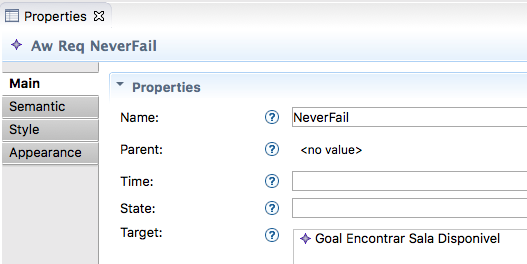 Properties
Aw Req NeverFail
Main
Properties
Semantic
Name: NeverFail
Style
Parent: <no value>
Appearance
Time:
State:
Target: Goal Encontrar Sala Disponivel